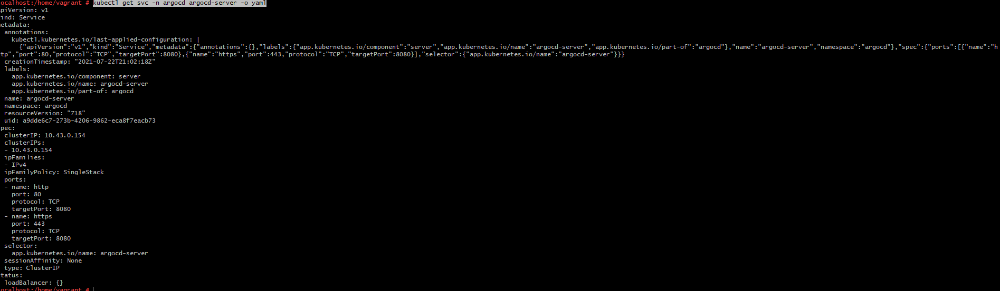 ocalhost:/home/vagrant # kubectl get svc -n argocd argocd-server -o yaml
apiVersion: v1
ind: Service
etadata:
annotations:
kubectl.kubernetes.io/last-applied-configuration: |
{"apiVersion":"v1","kind":"Service","metadata":{"annotations":{},"labels":{"app.kubernetes.io/component":"server","app.kubernetes.io/name":"argocd-server","app.kubernetes.io/part-of":"argocd"},"name":"argocd-server","namespace":"argocd"},"spec":{"ports":[{"name":"h
tp","port":80,"protocol":"TCP","targetPort":8080},{"name":"https","port":443,"protocol":"TCP","targetPort":8080}],"selector":{"app.kubernetes.io/name":"argocd-server"}}}
creationTimestamp: "2021-07-22T21:02:18Z"
labels:
app.kubernetes.io/component: server
app.kubernetes.io/name: argocd-server
app.kubernetes.io/part-of: argocd
name: argocd-server
namespace: argocd
resourceVersion: "718"
uid: a9dde6c7-273b-4206-9862-eca8f7eacb73
pec:
clusterIP: 10.43.0.154
clusterIPs:
- 10.43.0.154
ipFamilies:
- IPv4
ipFamilyPolicy: SingleStack
ports:
- name: http
port: 80
protocol: TCP
targetPort: 8080
- name: https
port: 443
protocol: TCP
targetPort: 8080
selector:
app.kubernetes.io/name: argocd-server
sessionAffinity: None
type: ClusterIP
tatus:
loadBalancer: {}
ocalhost:/home/vagrant #